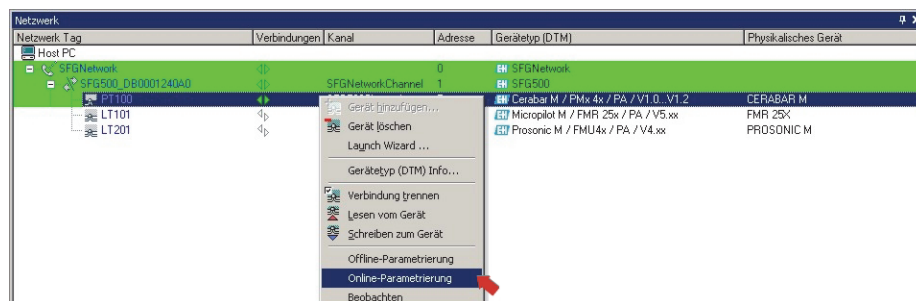 Netzwerk
Netzwerk Tag Verbindungen Kanal Adresse Gerätetyp (DTM) Physikalisches Gerät
Host PC
SFGNetwork 0 SFGNetwork
SFG500_DB0001240A0 SFGNetworkChannel 1 SFG500
PT100 Cerabar M / PMx 4x / PA / V1.0...V1.2 CERABAR M
LT101 Micropilot M / FMR 25x / PA / V5.xx FMR 25X
LT201 Prosonic M / FMU4x / PA / V4.xx PROSONIC M
Gerät hinzufügen...
Gerät löschen
Launch Wizard ...
Gerätetyp (DTM) Info...
Verbindung trennen
Lesen vom Gerät
Schreiben zum Gerät
Offline-Parametrierung
Online-Parametrierung
Beobachten